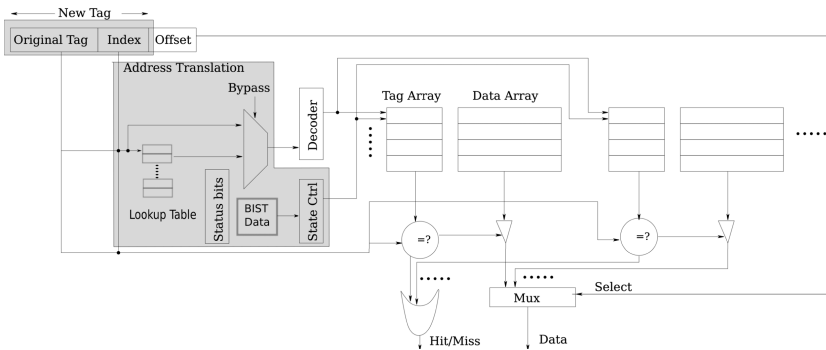 New Tag
Original Tag
Index
Offset
Address Translation
Bypass
Decoder
Tag Array
Data Array
Lookup Table
Status bits
BIST
Data
State Ctrl
=?
=?
Select
Mux
Hit/Miss
Data